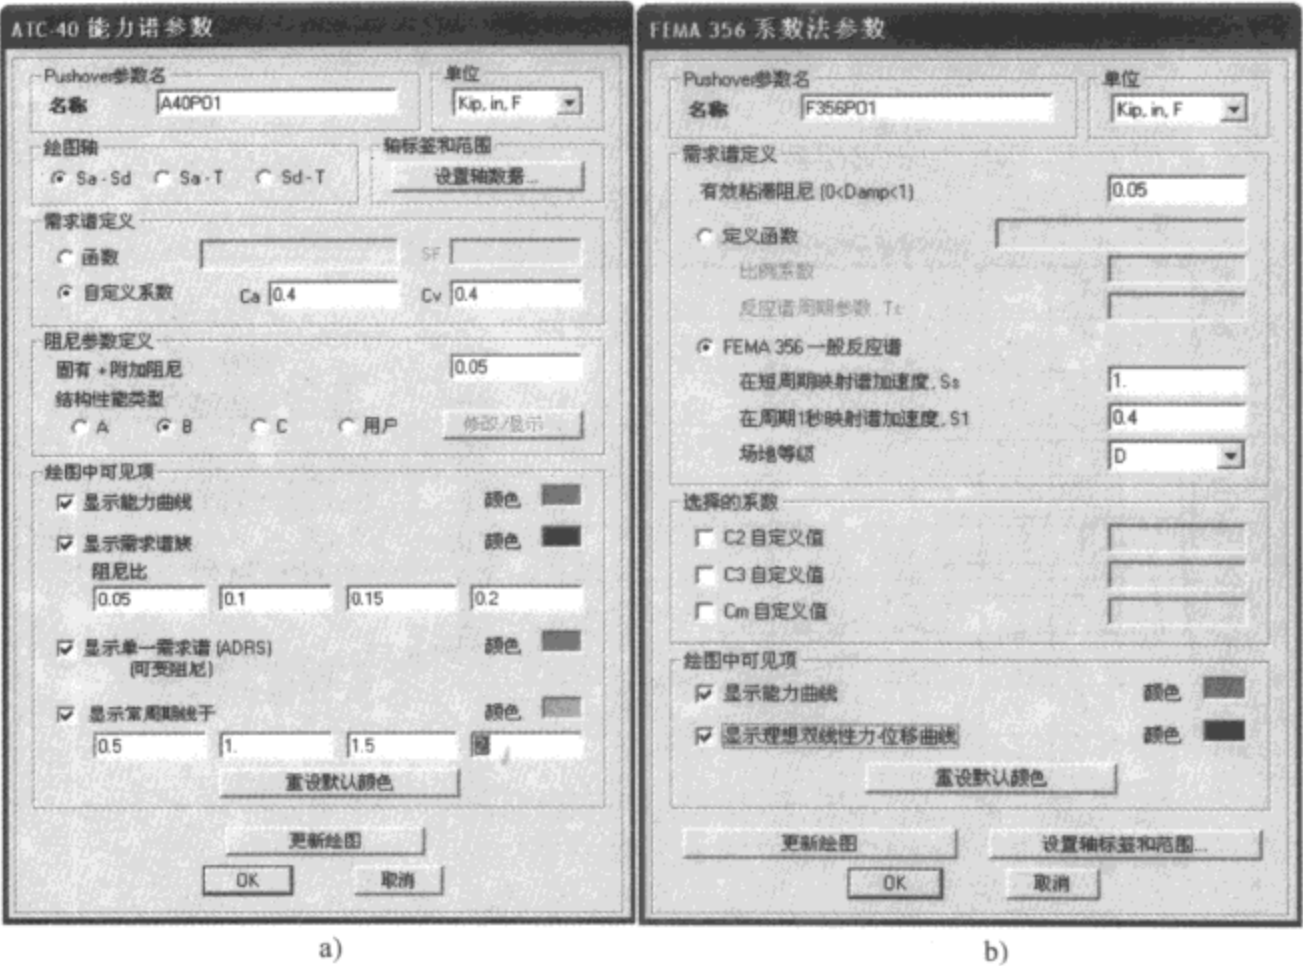 ATC-40 能力谱参数
Pushover参数名
名称 A40PO1
单位
Kip, in, F
绘图轴
Sa - Sd Sa - T Sd - T
轴标签和范围
设置轴数据...
需求谱定义
函数 SF
自定义系数 Ca 0.4 Cv 0.4
阻尼参数定义
固有 + 附加阻尼 0.05
结构性能类型
A B C 用户 修改/显示...
绘图中可见项
显示能力曲线 颜色
显示需求谱族 颜色
阻尼比
0.05 0.1 0.15 0.2
显示单一需求谱 (ADRS) 颜色
(可变阻尼)
显示常周期线于 颜色
0.5 1. 1.5 2
重设默认颜色
更新绘图
OK 取消
a)
FEMA 356 系数法参数
Pushover参数名
名称 F356PO1
单位
Kip, in, F
需求谱定义
有效粘滞阻尼 (0<Damp<1) 0.05
定义函数
比例系数
反应谱周期参数, Ts
FEMA 356 一般反应谱
在短周期映射谱加速度, Ss 1.
在周期1秒映射谱加速度, S1 0.4
场地等级 D
选择的系数
C2 自定义值
C3 自定义值
Cm 自定义值
绘图中可见项
显示能力曲线 颜色
显示理想双线性力-位移曲线 颜色
重设默认颜色
更新绘图 设置轴标签和范围...
OK 取消
b)